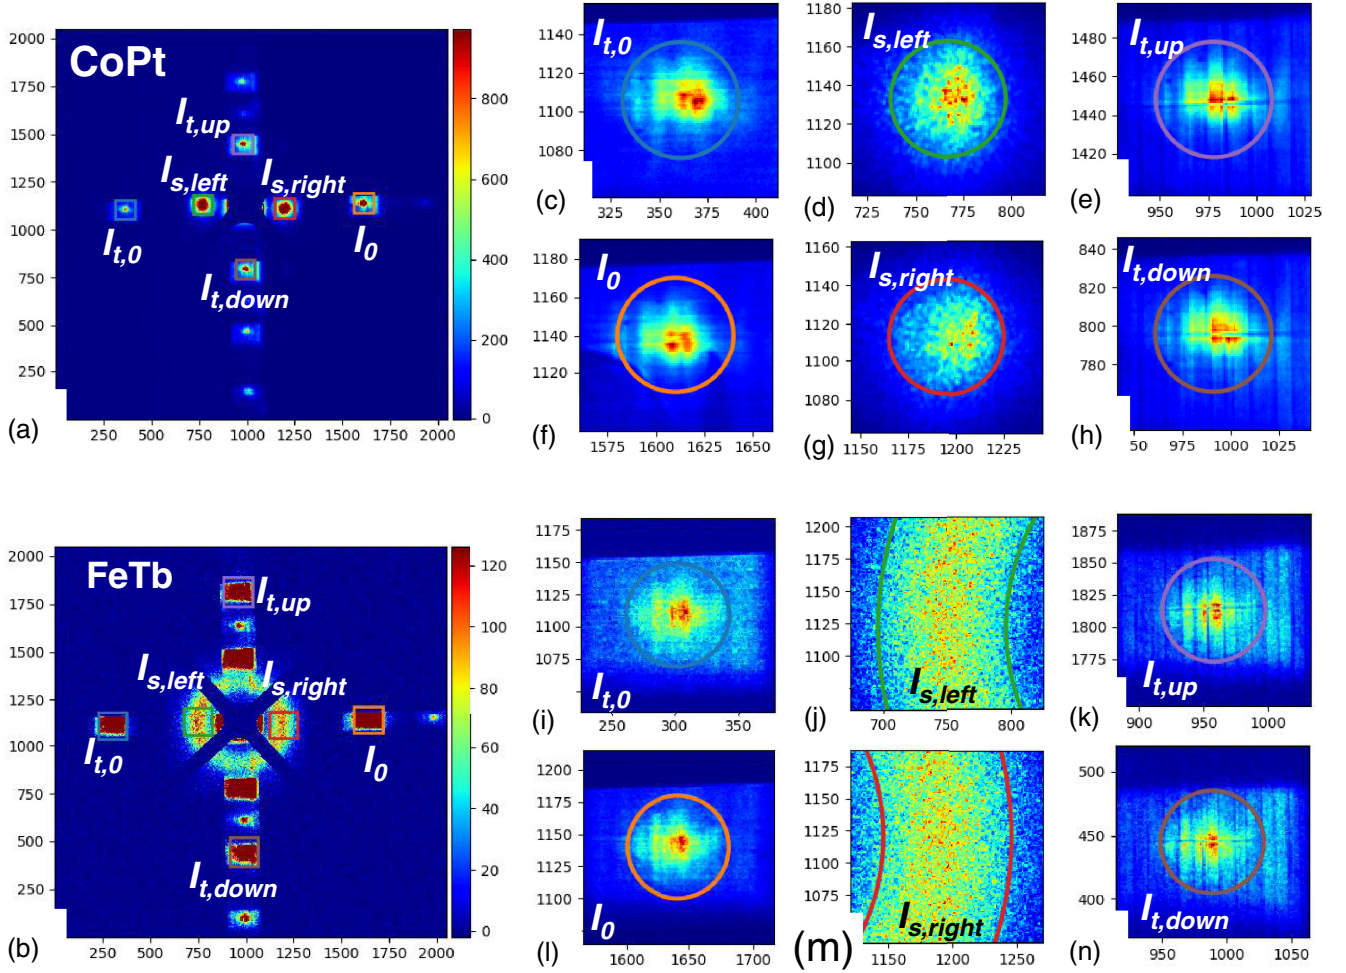 CoPt
I_t,up
I_s,left
I_s,right
I_t,0
I_0
I_t,down
2000
1750
1500
1250
1000
750
500
250
250 500 750 1000 1250 1500 1750 2000
800
600
400
200
0
(a)
I_t,0
1140
1120
1100
1080
325 350 375 400
(c)
I_s,left
1180
1160
1140
1120
1100
725 750 775 800
(d)
I_t,up
1480
1460
1440
1420
950 975 1000 1025
(e)
I_0
1180
1160
1140
1120
1575 1600 1625 1650
(f)
I_s,right
1160
1140
1120
1100
1080
1150 1175 1200 1225
(g)
I_t,down
840
820
800
780
50 975 1000 1025
(h)
FeTb
I_t,up
I_s,left
I_s,right
I_t,0
I_0
I_t,down
2000
1750
1500
1250
1000
750
500
250
250 500 750 1000 1250 1500 1750 2000
120
100
80
60
40
20
0
(b)
1175
1150
1125
1100
1075
I_t,0
250 300 350
(i)
1200
1175
1150
1125
1100
I_s,left
700 750 800
(j)
1875
1850
1825
1800
1775
I_t,up
900 950 1000
(k)
1200
1175
1150
1125
1100
I_0
1600 1650 1700
(l)
1175
1150
1125
1100
1075
I_s,right
1150 1200 1250
(m)
500
450
400
I_t,down
950 1000 1050
(n)